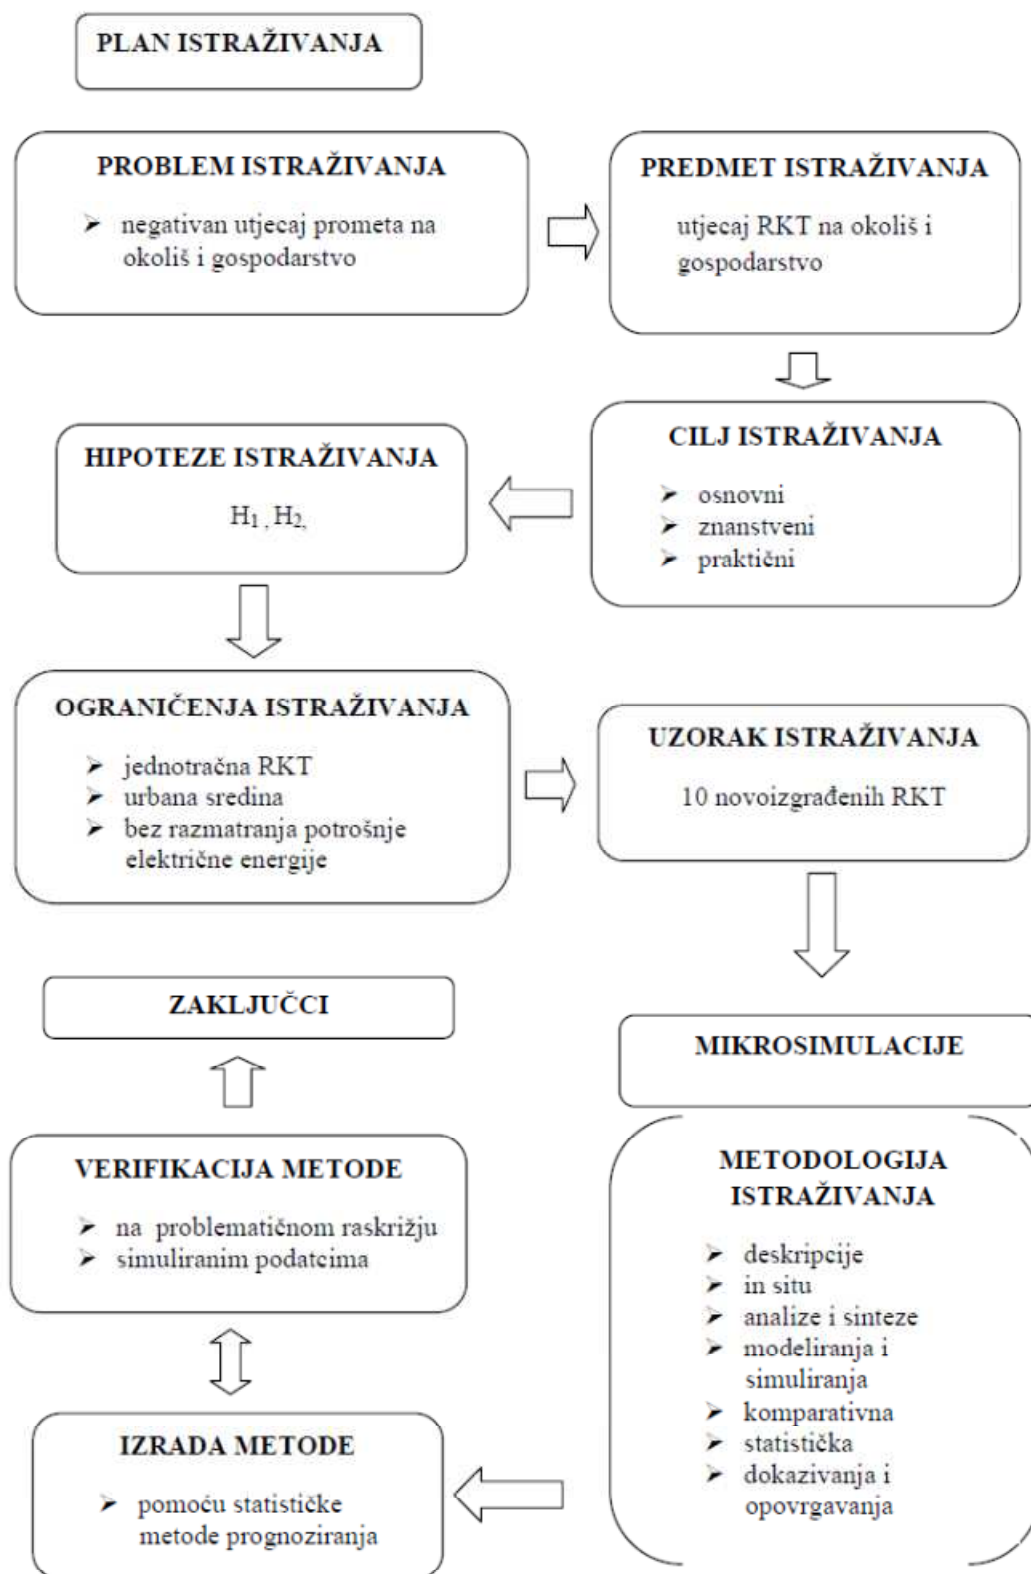 PLAN ISTRAŽIVANJA
PROBLEM ISTRAŽIVANJA
➢ negativan utjecaj prometa na
okoliš i gospodarstvo
PREDMET ISTRAŽIVANJA
utjecaj RKT na okoliš i
gospodarstvo
CILJ ISTRAŽIVANJA
➢ osnovni
➢ znanstveni
➢ praktični
HIPOTEZE ISTRAŽIVANJA
H₁ , H₂,
OGRANIČENJA ISTRAŽIVANJA
➢ jednotračna RKT
➢ urbana sredina
➢ bez razmatranja potrošnje
električne energije
UZORAK ISTRAŽIVANJA
10 novoizgrađenih RKT
MIKROSIMULACIJE
METODOLOGIJA
ISTRAŽIVANJA
➢ deskripcije
➢ in situ
➢ analize i sinteze
➢ modeliranja i
simuliranja
➢ komparativna
➢ statistička
➢ dokazivanja i
opovrgavanja
IZRADA METODE
➢ pomoću statističke
metode prognoziranja
VERIFIKACIJA METODE
➢ na problematičnom raskrižju
➢ simuliranim podatcima
ZAKLJUČCI